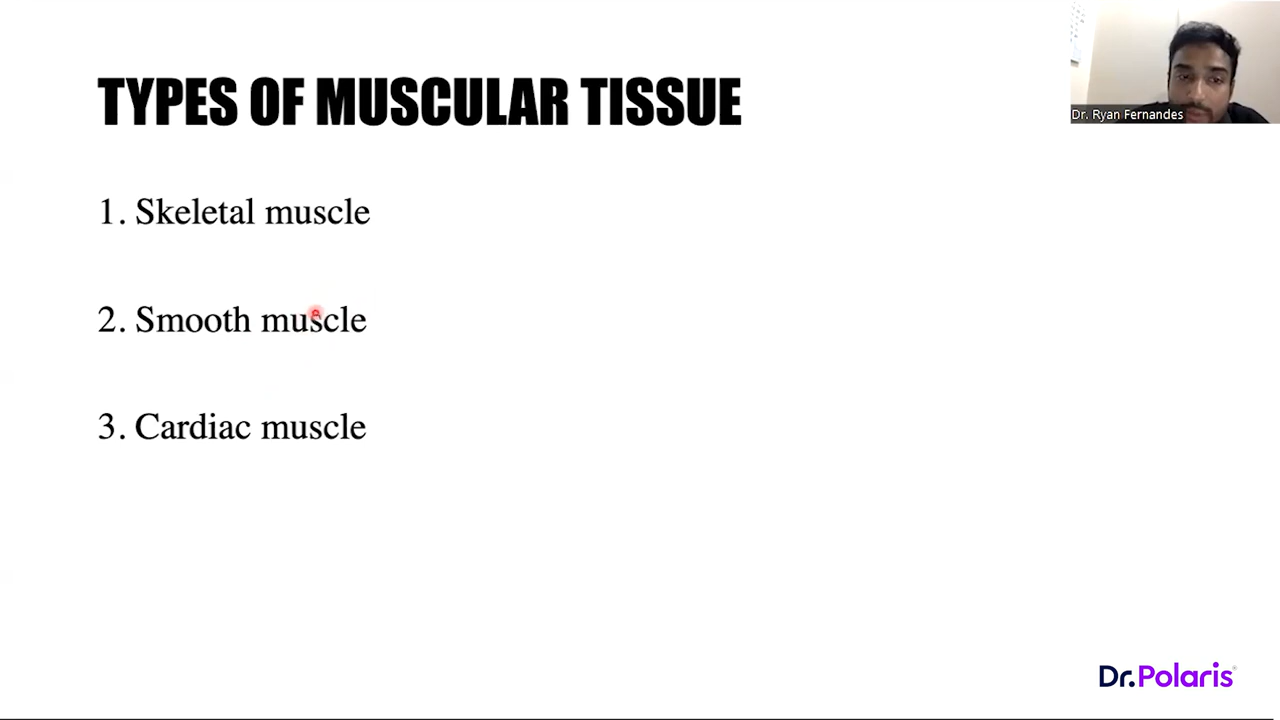 TYPES OF MUSCULAR TISSUE
Dr. Ryan Fernandes
1. Skeletal muscle
2. Smooth muscle
3. Cardiac muscle
Dr.Polaris®